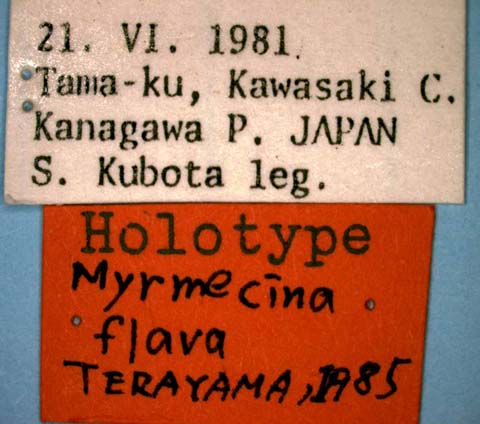 21. VI. 1981
Tama-ku, Kawasaki C.
Kanagawa P. JAPAN
S. Kubota leg.
Holotype
Myrmecina
flava
TERAYAMA, 1985